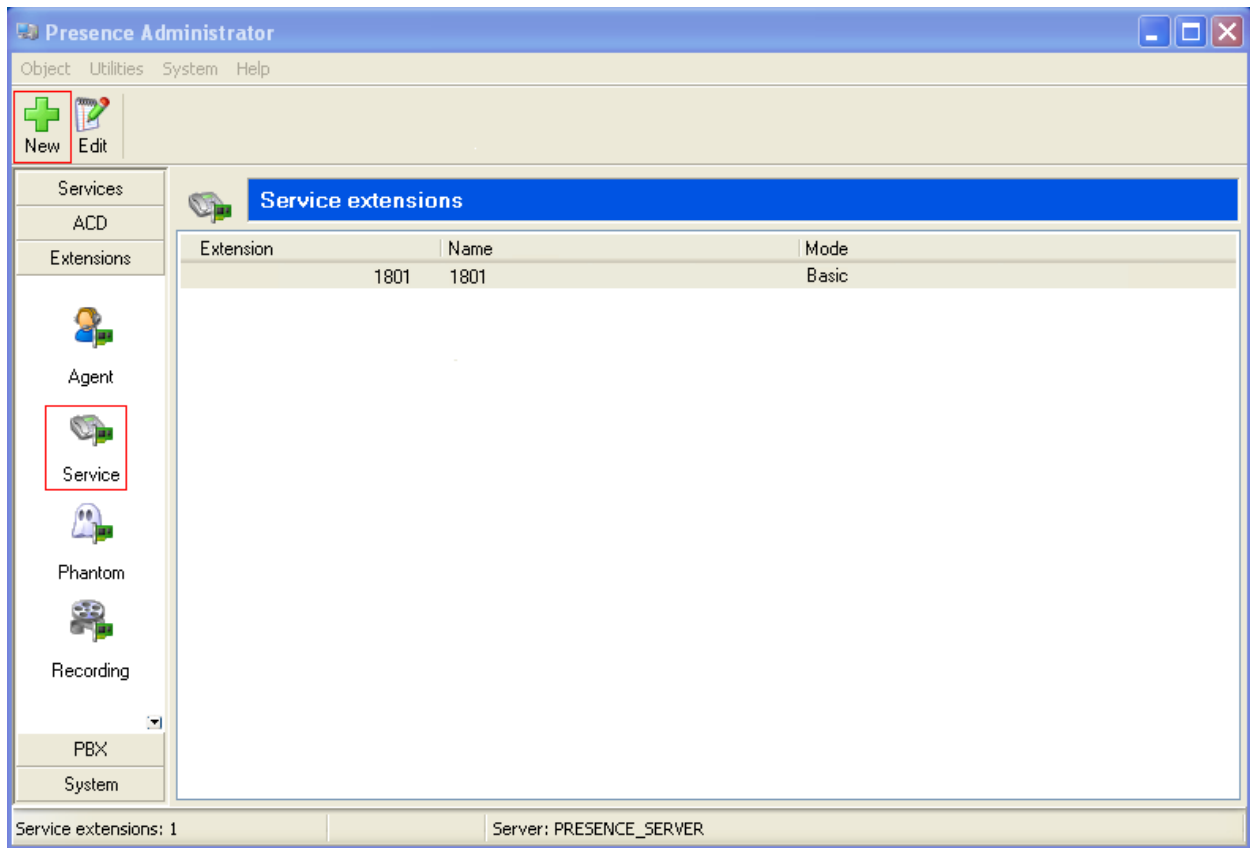 Presence Administrator
Object Utilities System Help
New Edit
Services
ACD
Extensions
Agent
Service
Phantom
Recording
PBX
System
Service extensions
Extension Name Mode
1801 1801 Basic
Service extensions: 1 Server: PRESENCE_SERVER